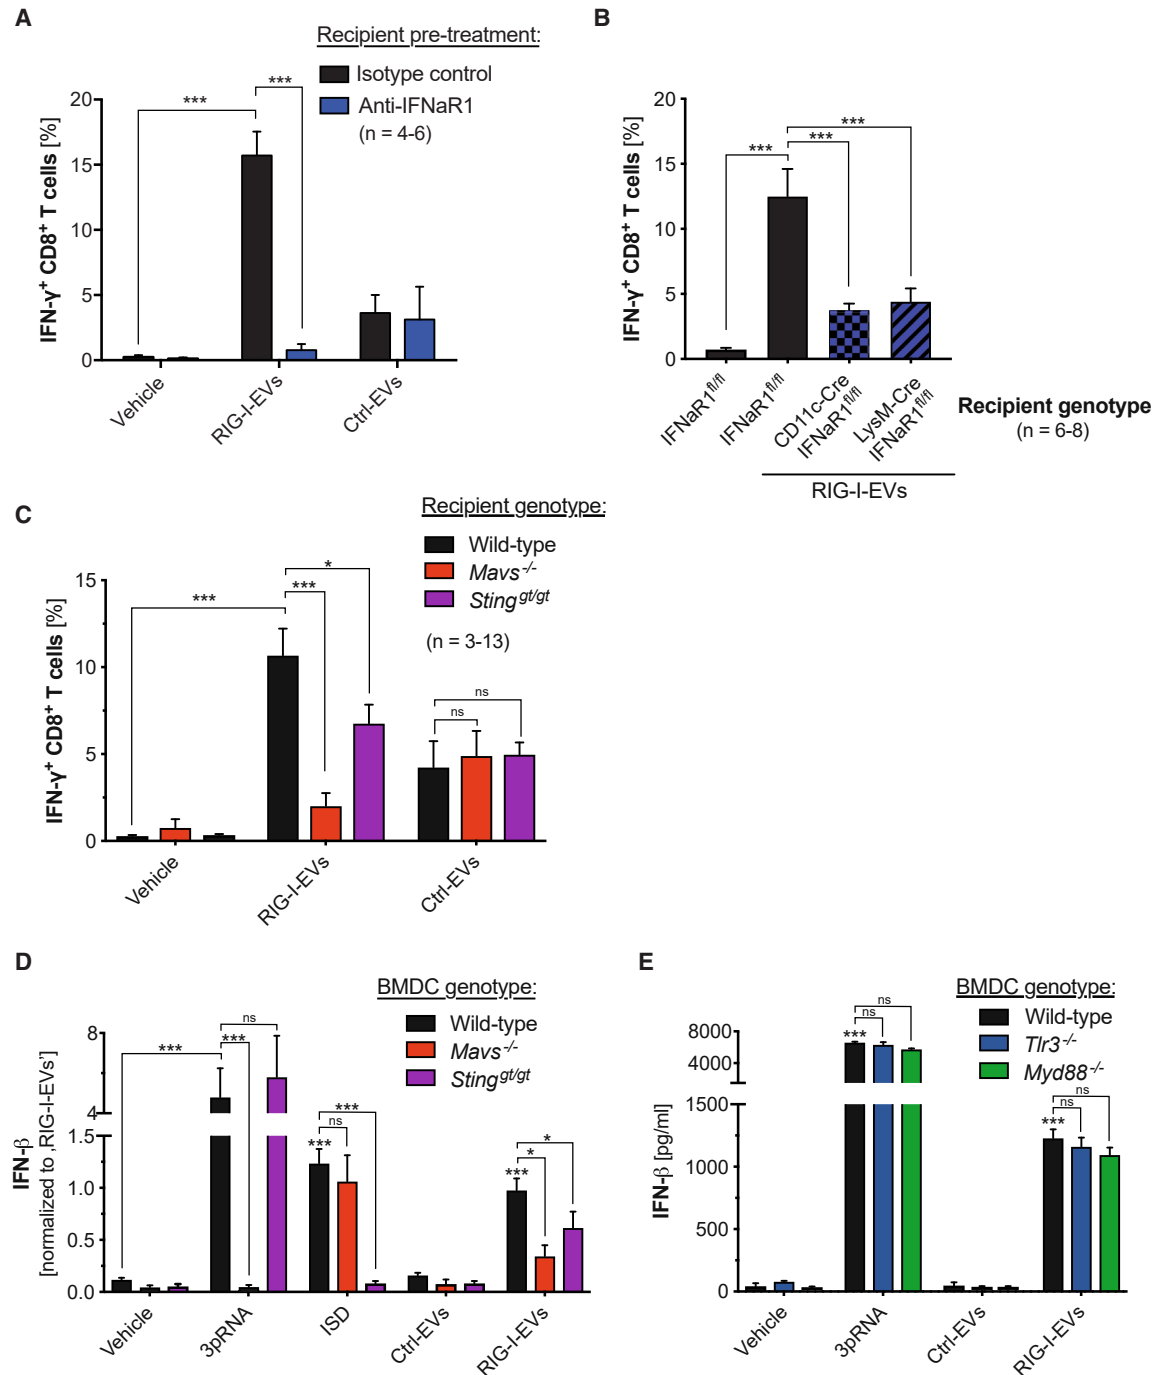 A
Recipient pre-treatment:
Isotype control
Anti-IFNaR1
(n = 4-6)
IFN-γ+ CD8+ T cells [%]
20
15
10
5
0
***
***
Vehicle
RIG-I-EVs
Ctrl-EVs
B
IFN-γ+ CD8+ T cells [%]
20
15
10
5
0
***
***
***
IFNaR1fl/fl
IFNaR1fl/fl
CD11c-Cre
IFNaR1fl/fl
LysM-Cre
IFNaR1fl/fl
Recipient genotype
(n = 6-8)
RIG-I-EVs
C
Recipient genotype:
Wild-type
Mavs-/-
Stinggt/gt
(n = 3-13)
IFN-γ+ CD8+ T cells [%]
15
10
5
0
***
***
*
ns
ns
Vehicle
RIG-I-EVs
Ctrl-EVs
D
BMDC genotype:
Wild-type
Mavs-/-
Stinggt/gt
IFN-β
[normalized to ‚RIG-I-EVs']
8
4
1.5
1.0
0.5
0.0
***
***
ns
***
ns
***
***
*
*
Vehicle
3pRNA
ISD
Ctrl-EVs
RIG-I-EVs
E
BMDC genotype:
Wild-type
Tlr3-/-
Myd88-/-
IFN-β [pg/ml]
8000
4000
1500
1000
500
0
***
ns
ns
***
ns
ns
Vehicle
3pRNA
Ctrl-EVs
RIG-I-EVs